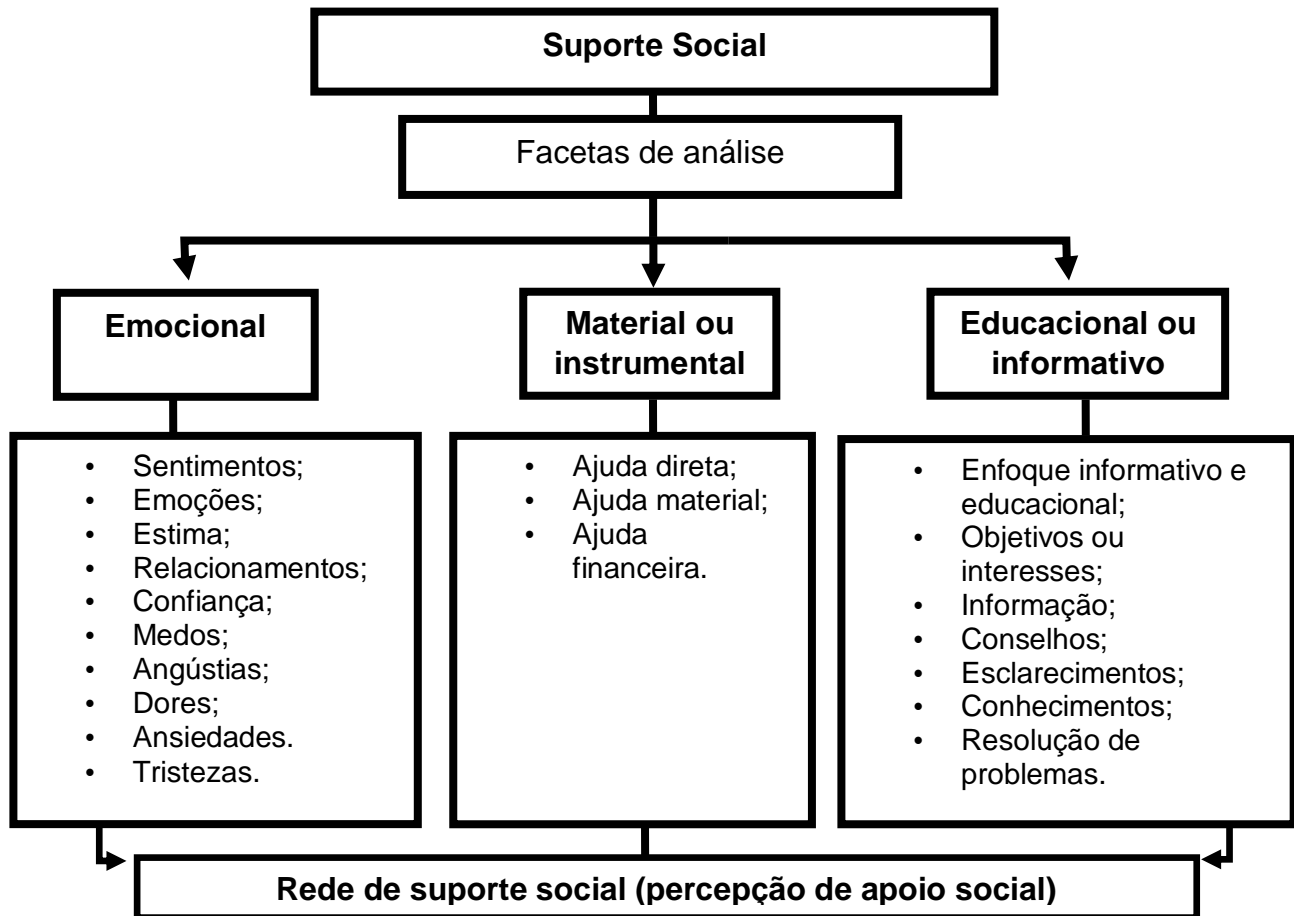 Suporte Social
Facetas de análise
Emocional
Material ou
instrumental
Educacional ou
informativo
• Sentimentos;
• Emoções;
• Estima;
• Relacionamentos;
• Confiança;
• Medos;
• Angústias;
• Dores;
• Ansiedades.
• Tristezas.
• Ajuda direta;
• Ajuda material;
• Ajuda
financeira.
• Enfoque informativo e
educacional;
• Objetivos ou
interesses;
• Informação;
• Conselhos;
• Esclarecimentos;
• Conhecimentos;
• Resolução de
problemas.
Rede de suporte social (percepção de apoio social)